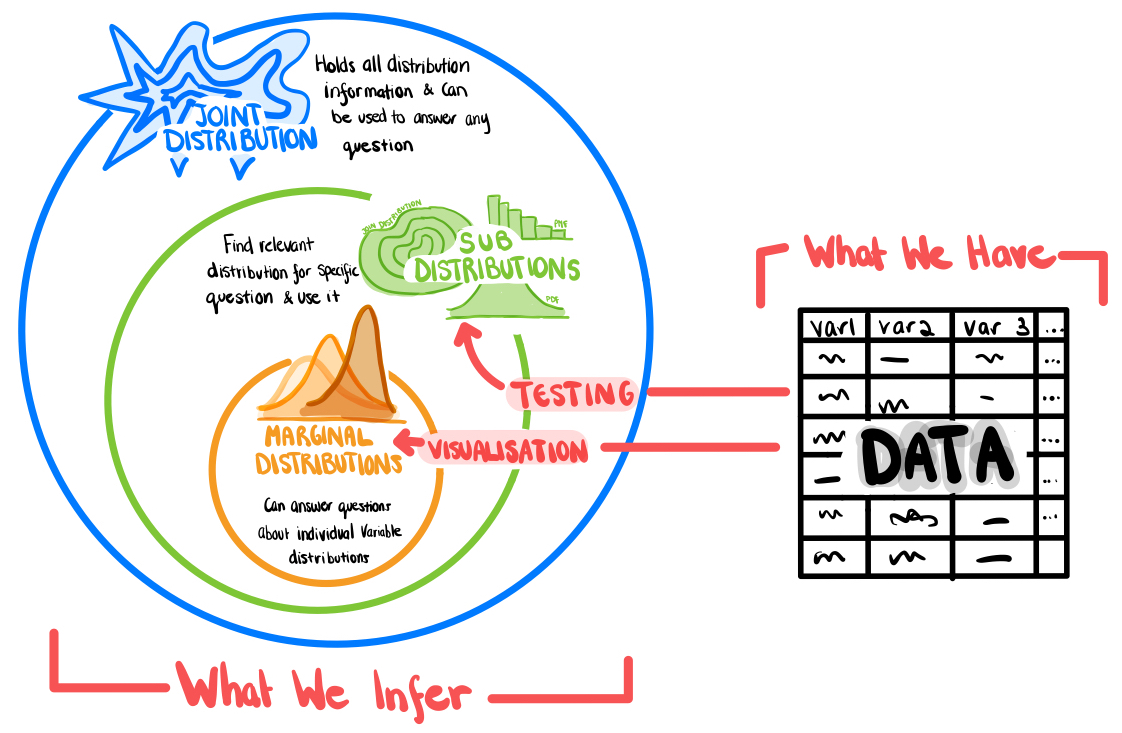 JOINT
DISTRIBUTION
Holds all distribution
information & Can
be used to answer any
question
Find relevant
distribution for Specific
question & use it
JOIN DISTRIBUTION
PMF
SUB
DISTRIBUTIONS
PDF
TESTING
VISUALISATION
MARGINAL
DISTRIBUTIONS
Can answer questions
about individual Variable
distributions
What We Infer
What We Have
var1 var2 var 3 ...
...
...
...
...
...
DATA